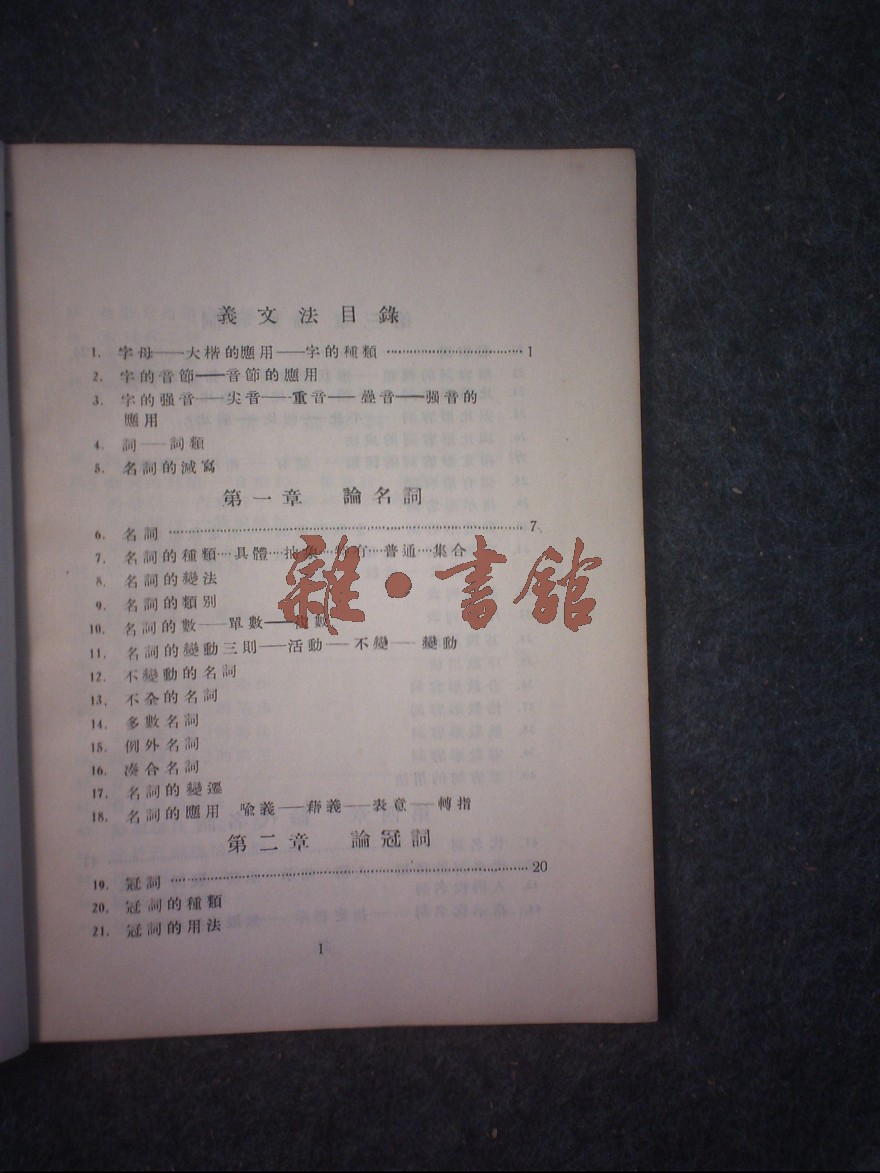 義文法目錄
1. 字母——大楷的應用——字的種類 ……………………1
2. 字的音節——音節的應用
3. 字的强音——尖音——重音——疊音——强音的
應用
4. 詞——詞類
5. 名詞的減寫
第一章 論名詞
6. 名詞 ……………………7
7. 名詞的種類…具體…抽象…特有…普通…集合
8. 名詞的變法
9. 名詞的類別
10. 名詞的數——單數——
11. 名詞的變動三則——活動——不變——變動
12. 不變動的名詞
13. 不全的名詞
14. 多數名詞
15. 例外名詞
16. 湊合名詞
17. 名詞的變遷
18. 名詞的應用 喩義——藉義——表意——轉指
第二章 論冠詞
19. 冠詞 ……………………20
20. 冠詞的種類
21. 冠詞的用法
1
雜·書館